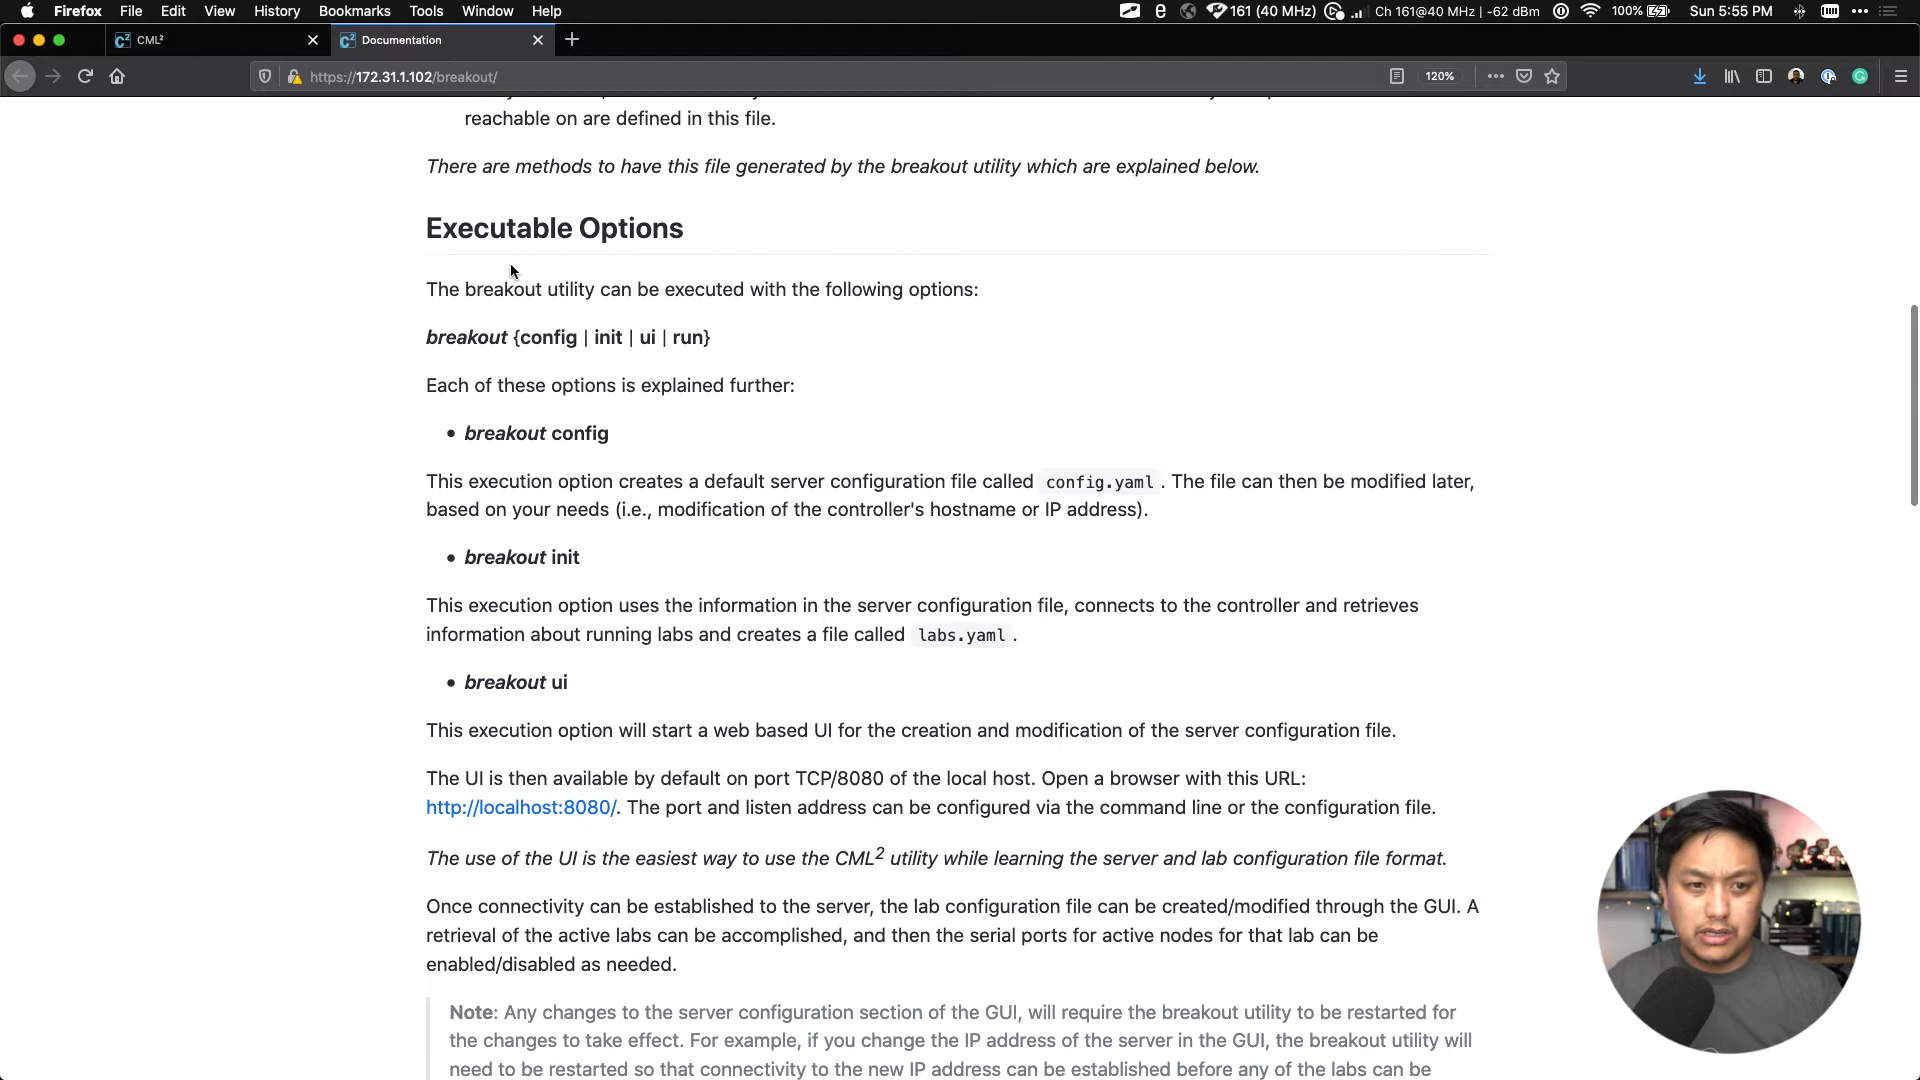 Firefox File Edit View History Bookmarks Tools Window Help 161 (40 MHz) Ch 161@40 MHz | -62 dBm 100% Sun 5:55 PM
CML² Documentation
https://172.31.1.102/breakout/ 120%
reachable on are defined in this file.
There are methods to have this file generated by the breakout utility which are explained below.
Executable Options
The breakout utility can be executed with the following options:
breakout {config | init | ui | run}
Each of these options is explained further:
• breakout config
This execution option creates a default server configuration file called config.yaml . The file can then be modified later,
based on your needs (i.e., modification of the controller's hostname or IP address).
• breakout init
This execution option uses the information in the server configuration file, connects to the controller and retrieves
information about running labs and creates a file called labs.yaml .
• breakout ui
This execution option will start a web based UI for the creation and modification of the server configuration file.
The UI is then available by default on port TCP/8080 of the local host. Open a browser with this URL:
http://localhost:8080/. The port and listen address can be configured via the command line or the configuration file.
The use of the UI is the easiest way to use the CML² utility while learning the server and lab configuration file format.
Once connectivity can be established to the server, the lab configuration file can be created/modified through the GUI. A
retrieval of the active labs can be accomplished, and then the serial ports for active nodes for that lab can be
enabled/disabled as needed.
Note: Any changes to the server configuration section of the GUI, will require the breakout utility to be restarted for
the changes to take effect. For example, if you change the IP address of the server in the GUI, the breakout utility will
need to be restarted so that connectivity to the new IP address can be established before any of the labs can be